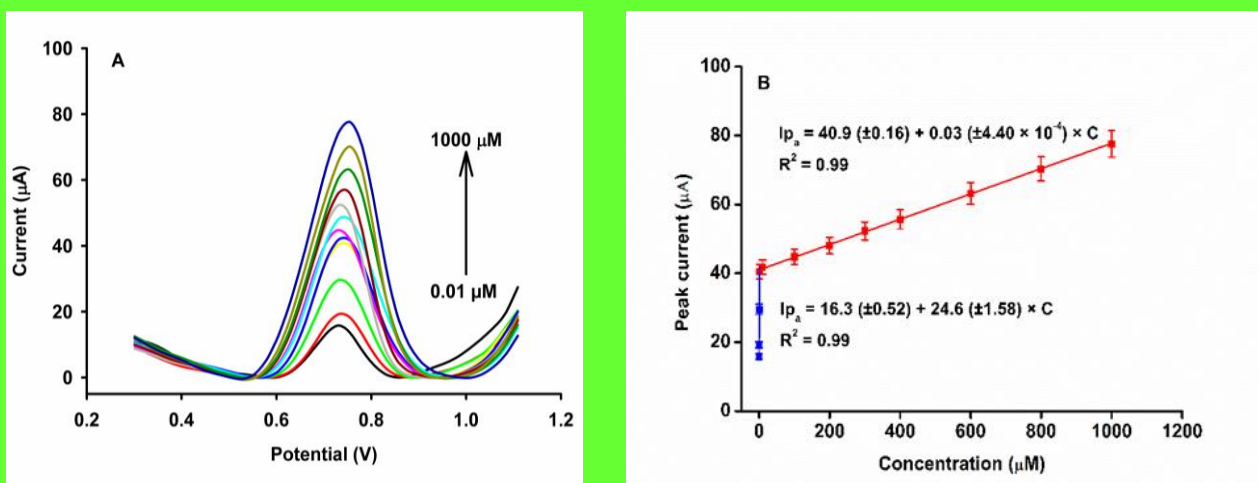 A
100
80
60
40
20
0
Current (µA)
1000 µM
0.01 µM
0.2
0.4
0.6
0.8
1.0
1.2
Potential (V)
B
100
80
60
40
20
0
Peak current (µA)
Ipₐ = 40.9 (±0.16) + 0.03 (±4.40 × 10⁻⁴) × C
R² = 0.99
Ipₐ = 16.3 (±0.52) + 24.6 (±1.58) × C
R² = 0.99
0
200
400
600
800
1000
1200
Concentration (µM)